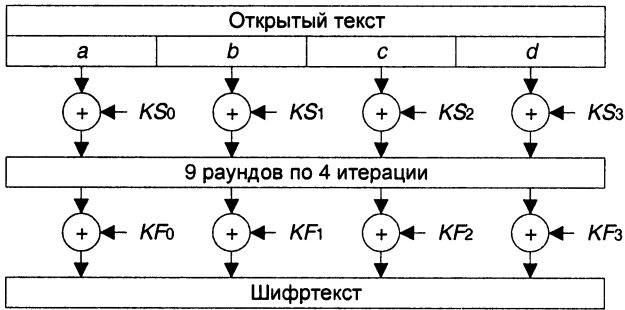 Открытый текст
a b c d
+ KS0 + KS1 + KS2 + KS3
9 раундов по 4 итерации
+ KF0 + KF1 + KF2 + KF3
Шифртекст